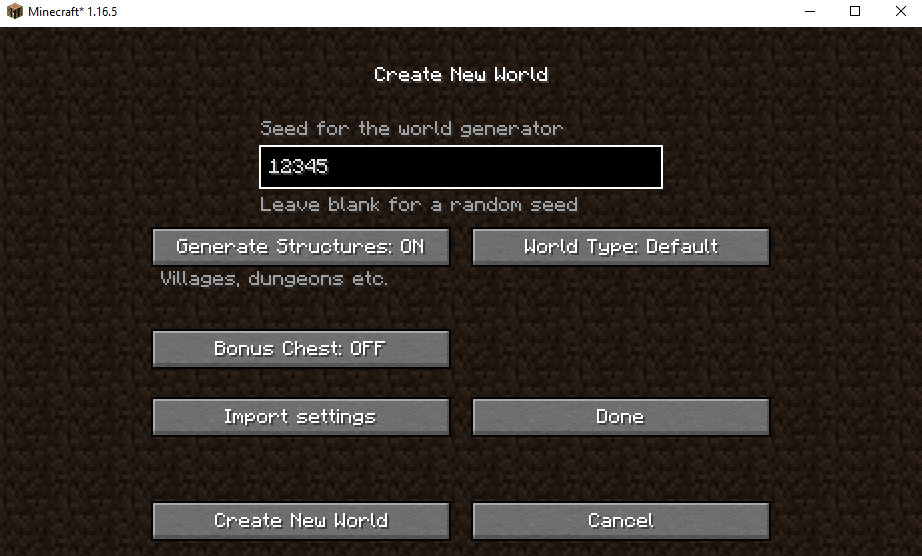 Minecraft* 1.16.5
Create New World
Seed for the world generator
12345
Leave blank for a random seed
Generate Structures: ON
World Type: Default
Villages, dungeons etc.
Bonus Chest: OFF
Import settings
Done
Create New World
Cancel